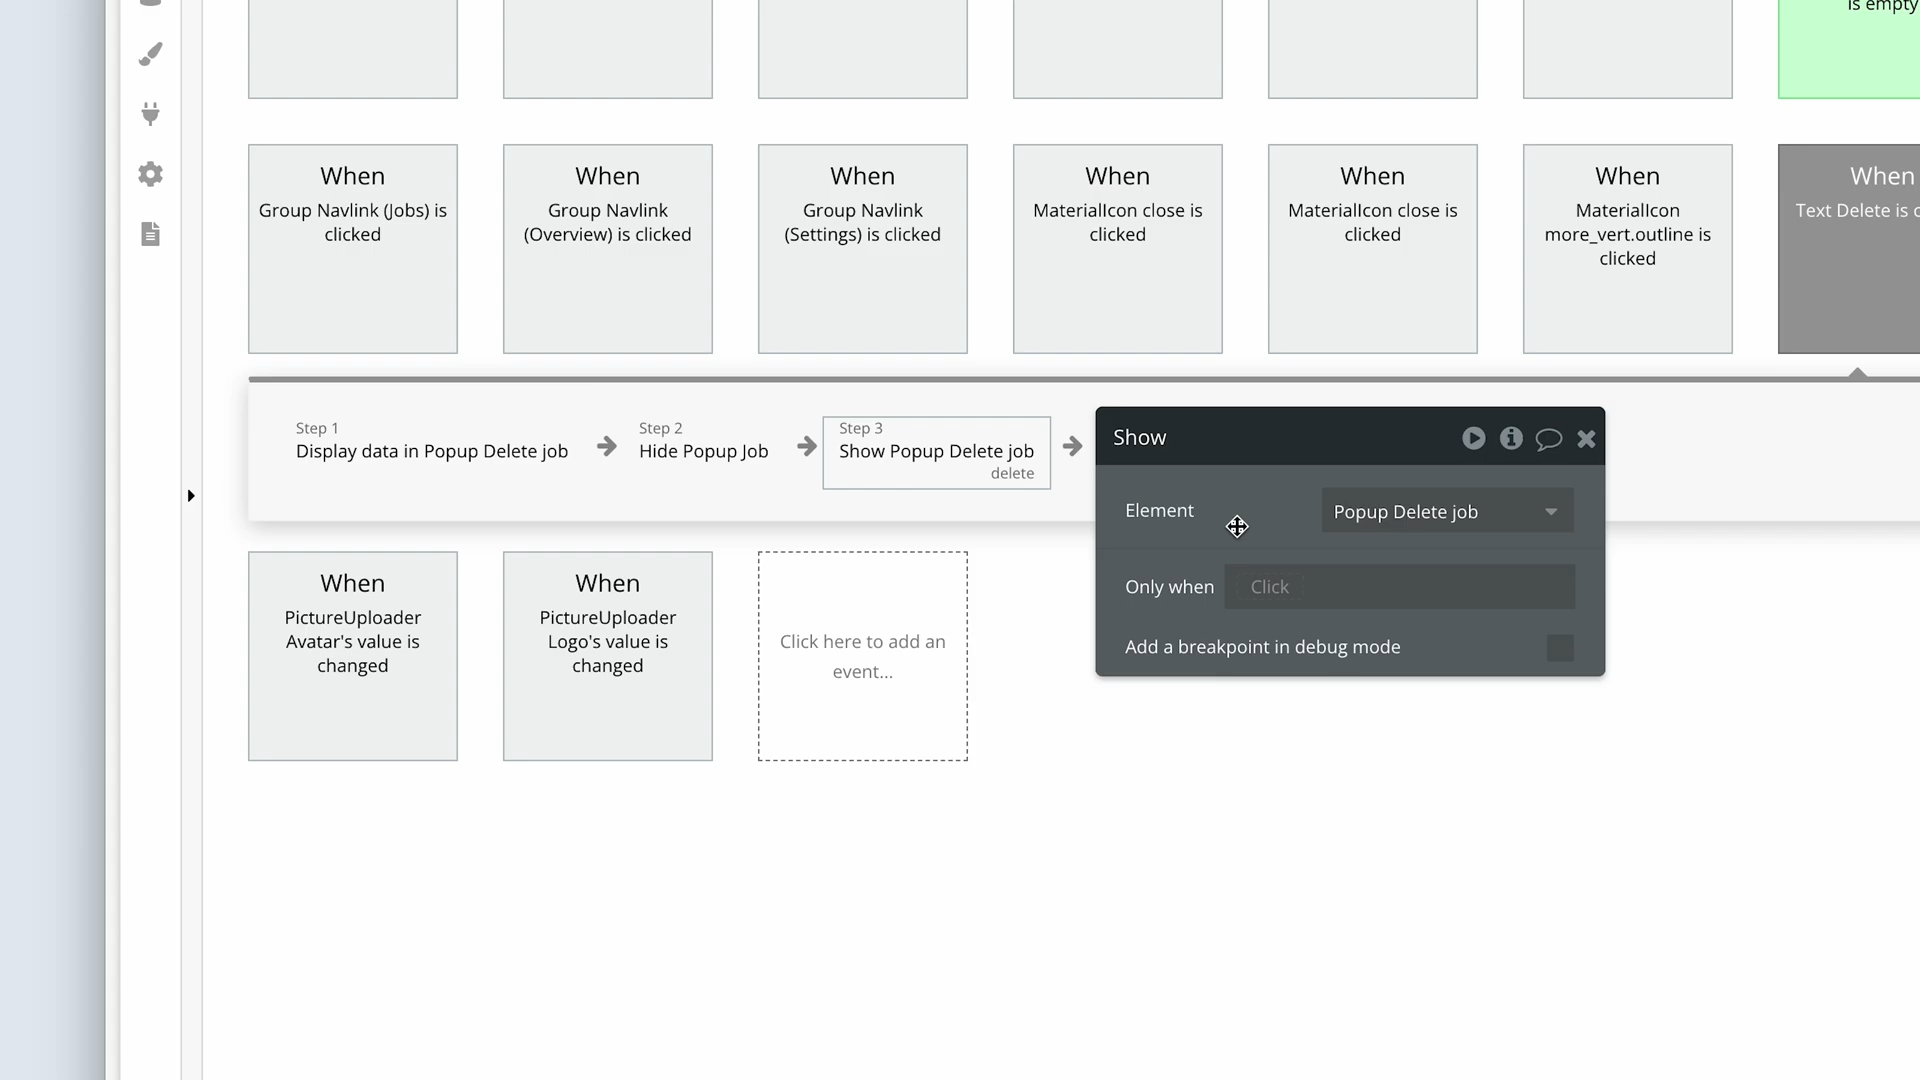 is empty
When
Group Navlink (Jobs) is
clicked
When
Group Navlink
(Overview) is clicked
When
Group Navlink
(Settings) is clicked
When
MaterialIcon close is
clicked
When
MaterialIcon close is
clicked
When
MaterialIcon
more_vert.outline is
clicked
When
Text Delete is c
Step 1
Display data in Popup Delete job
Step 2
Hide Popup Job
Step 3
Show Popup Delete job
delete
Show
Element
Popup Delete job
Only when
Click
Add a breakpoint in debug mode
When
PictureUploader
Avatar's value is
changed
When
PictureUploader
Logo's value is
changed
Click here to add an
event...